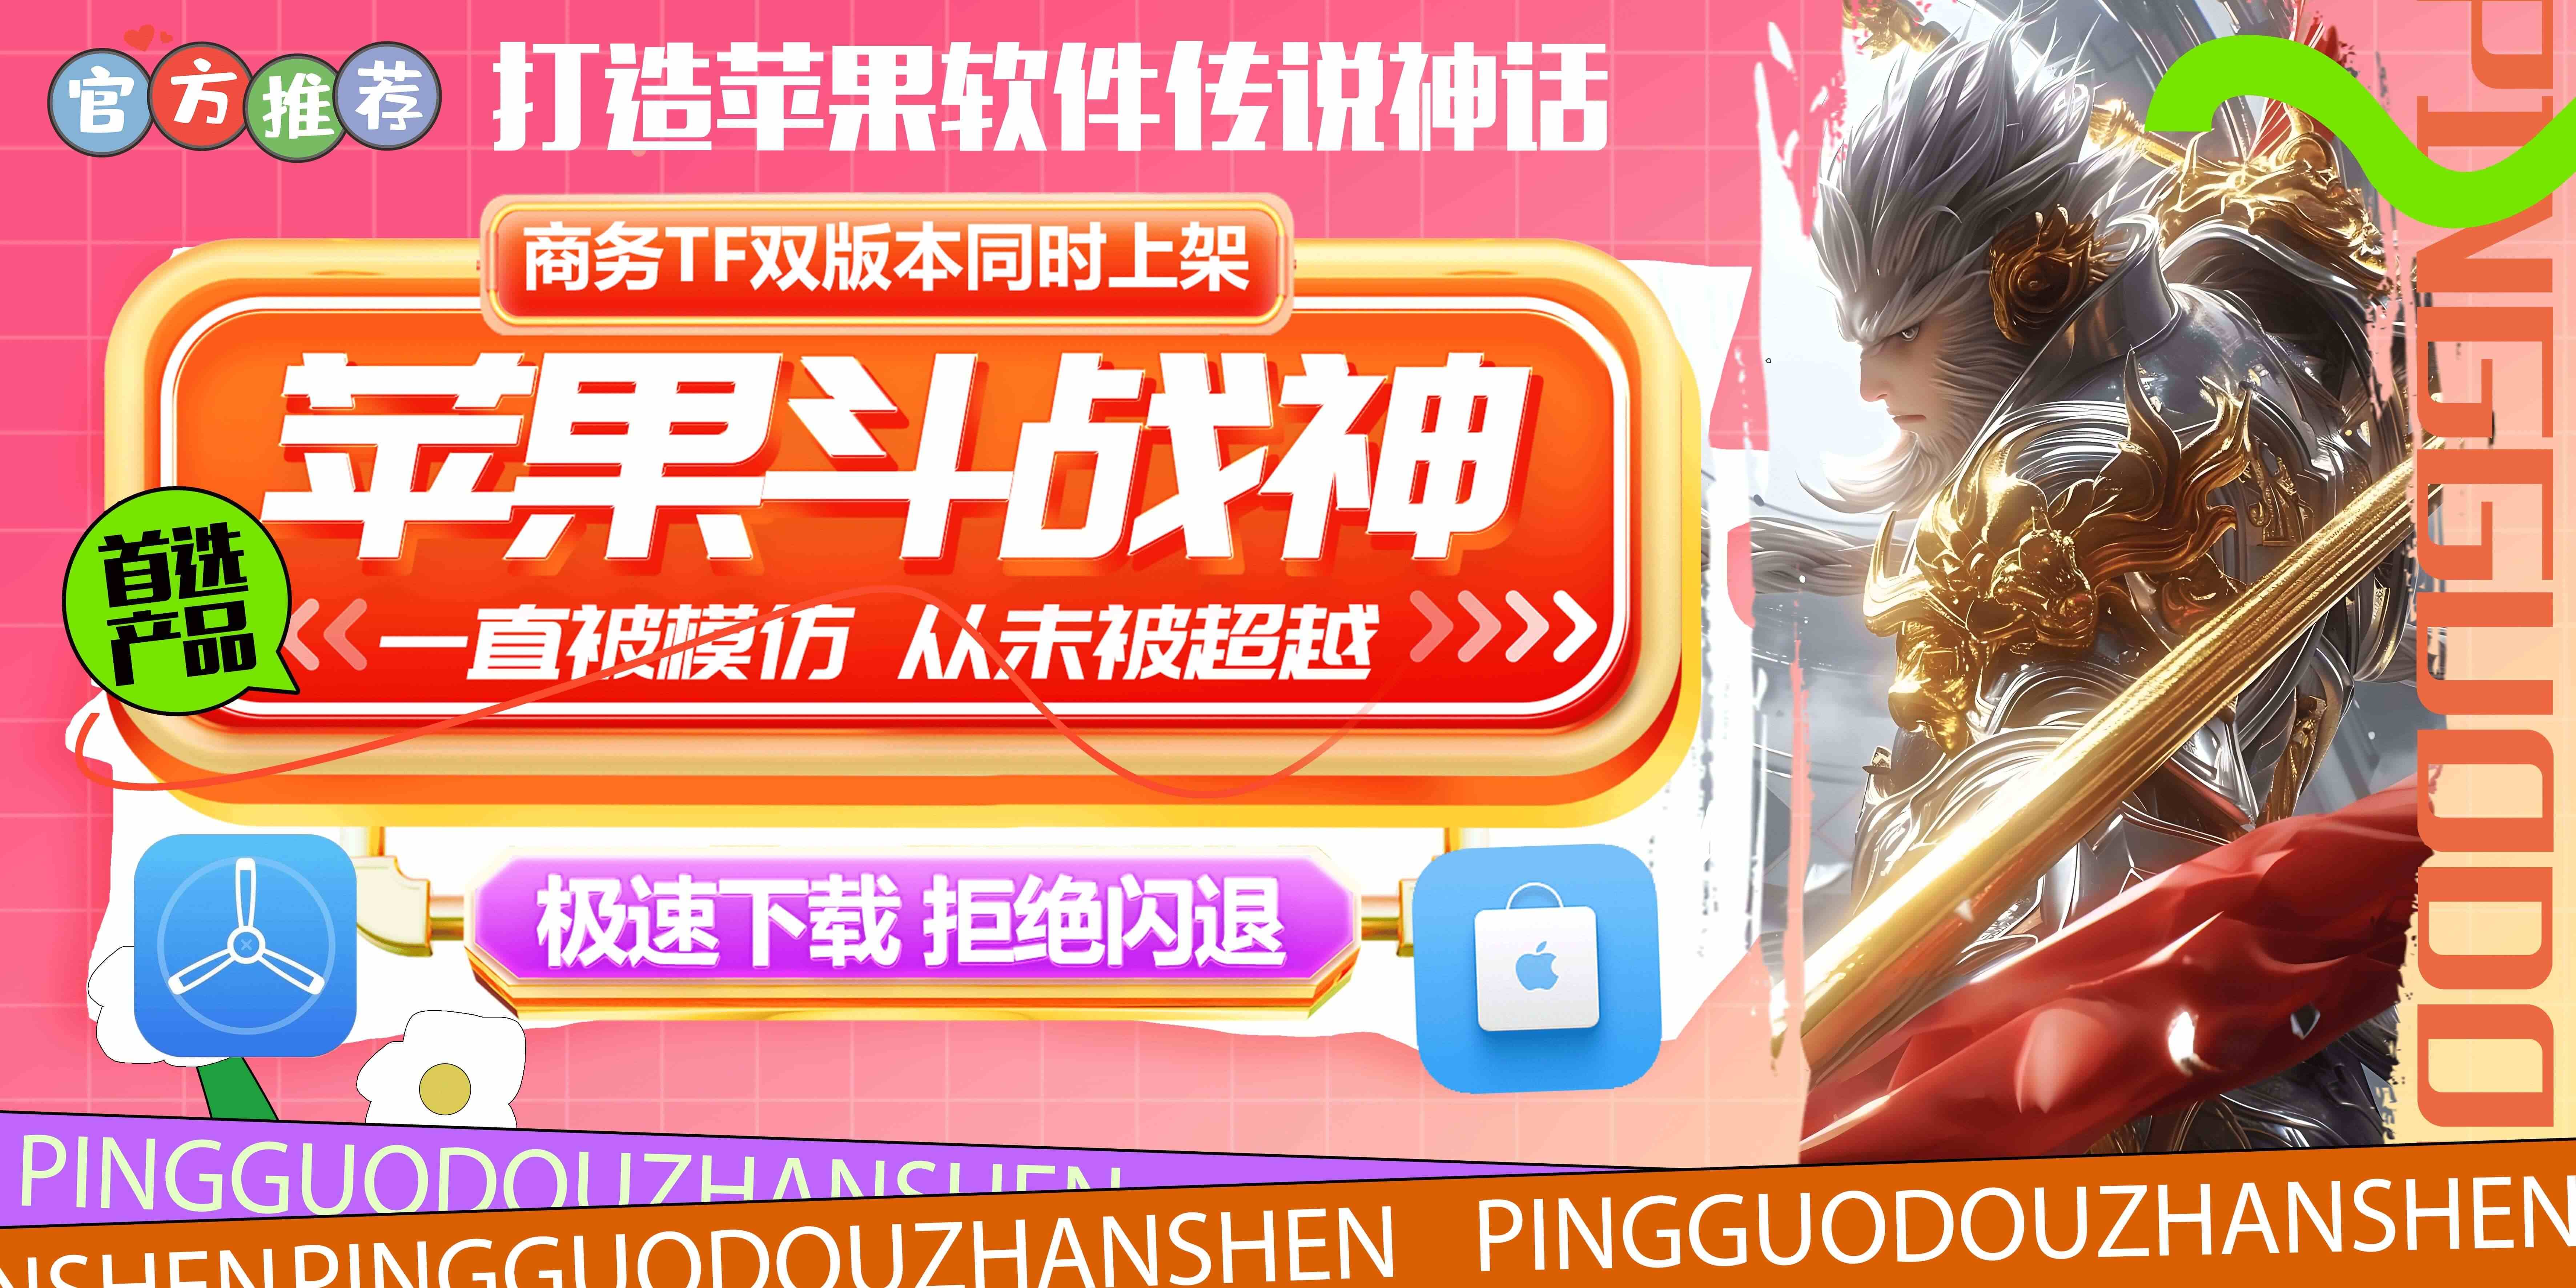 官方推荐
打造苹果软件传说神话
商务TF双版本同时上架
苹果斗战神
首选
产品
一直被模仿 从未被超越
极速下载 拒绝闪退
PINGGUODOUZHANSHEN
NSHEN PINGGUODOUZHANSHEN PINGGUODOUZHANSHEN
PINGGUODO